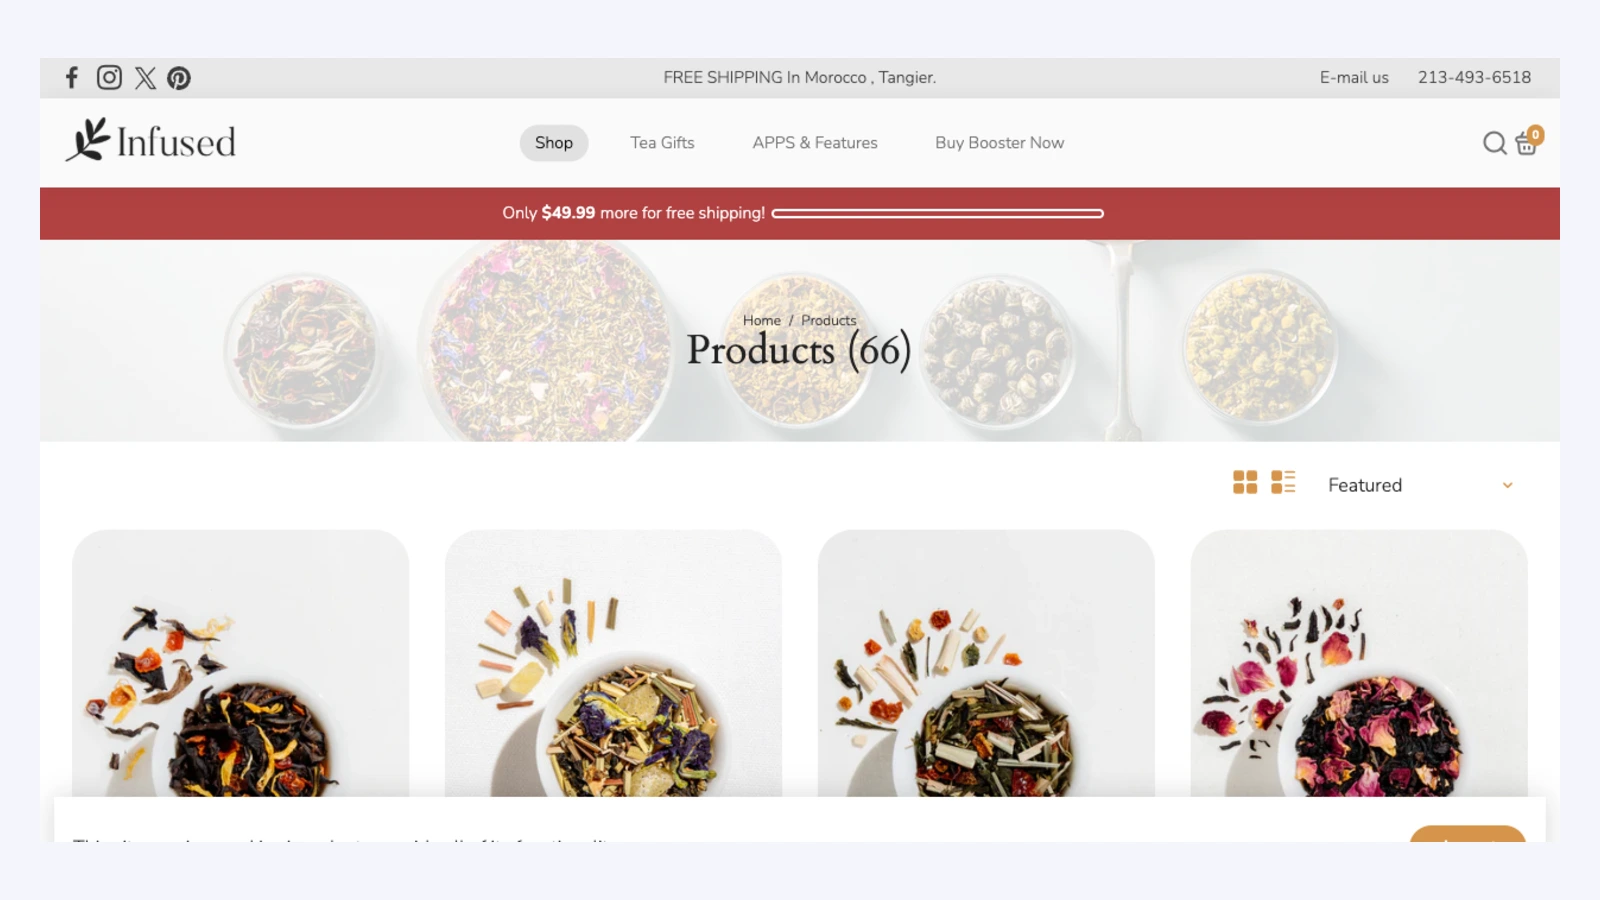 FREE SHIPPING In Morocco , Tangier.
E-mail us
213-493-6518
Infused
Shop
Tea Gifts
APPS & Features
Buy Booster Now
0
Only $49.99 more for free shipping!
Home / Products
Products (66)
Featured